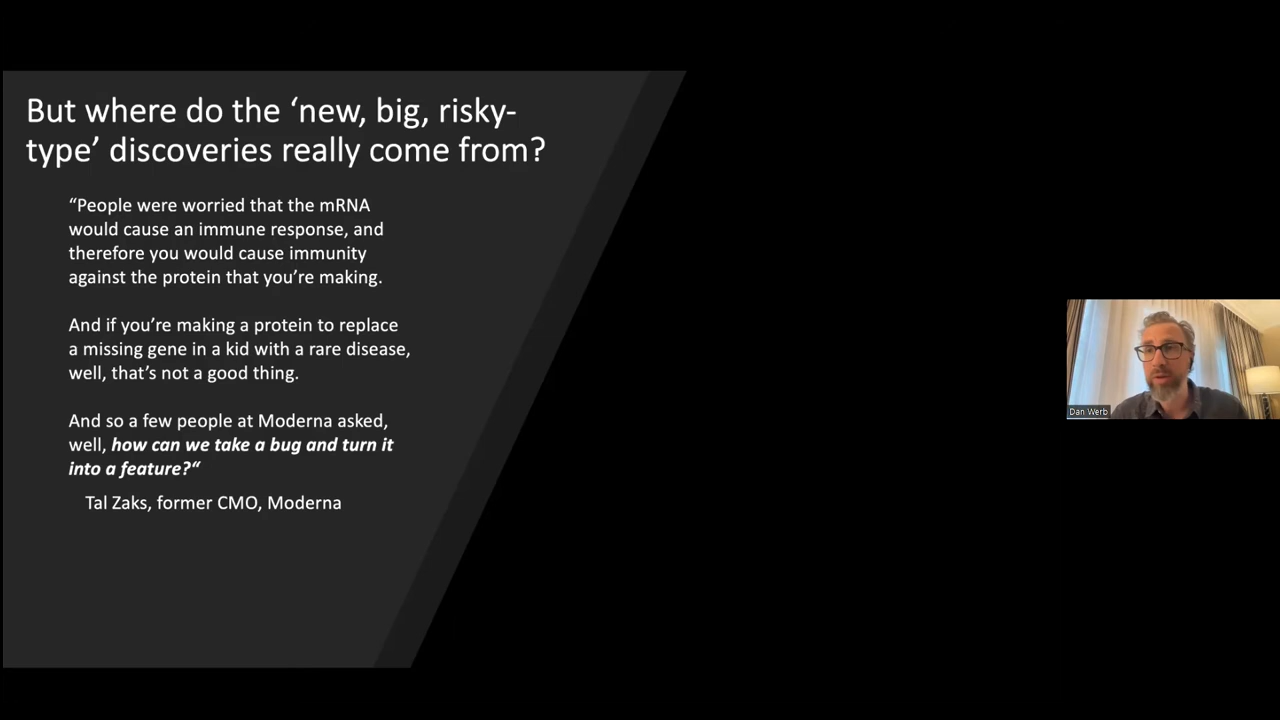 But where do the ‘new, big, risky-
type’ discoveries really come from?
“People were worried that the mRNA
would cause an immune response, and
therefore you would cause immunity
against the protein that you’re making.
And if you’re making a protein to replace
a missing gene in a kid with a rare disease,
well, that’s not a good thing.
And so a few people at Moderna asked,
well, how can we take a bug and turn it
into a feature?“
Tal Zaks, former CMO, Moderna
Dan Werb